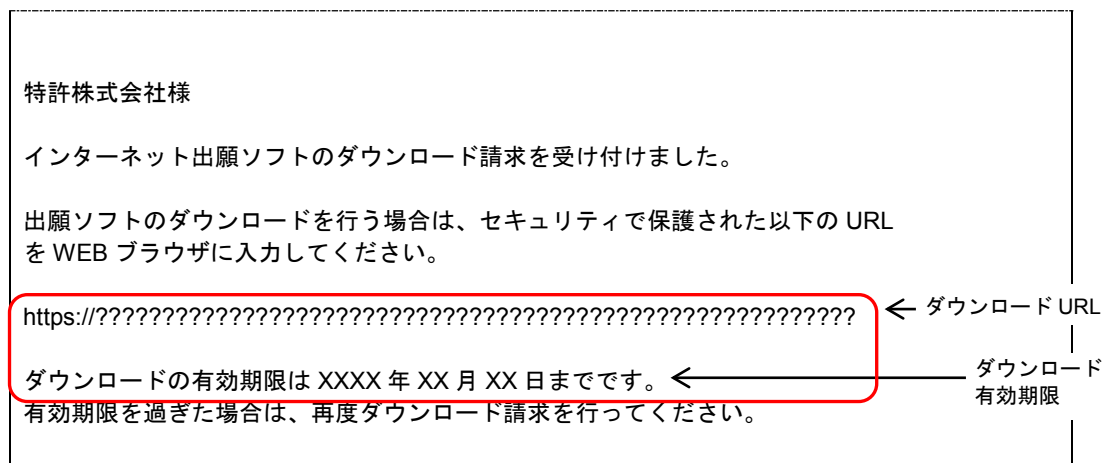 特許株式会社様
インターネット出願ソフトのダウンロード請求を受け付けました。
出願ソフトのダウンロードを行う場合は、セキュリティで保護された以下の URL
を WEB ブラウザに入力してください。
https://?????????????????????????????????????????????????????????
ダウンロード URL
ダウンロードの有効期限は XXXX 年 XX 月 XX 日までです。
ダウンロード
有効期限
有効期限を過ぎた場合は、再度ダウンロード請求を行ってください。